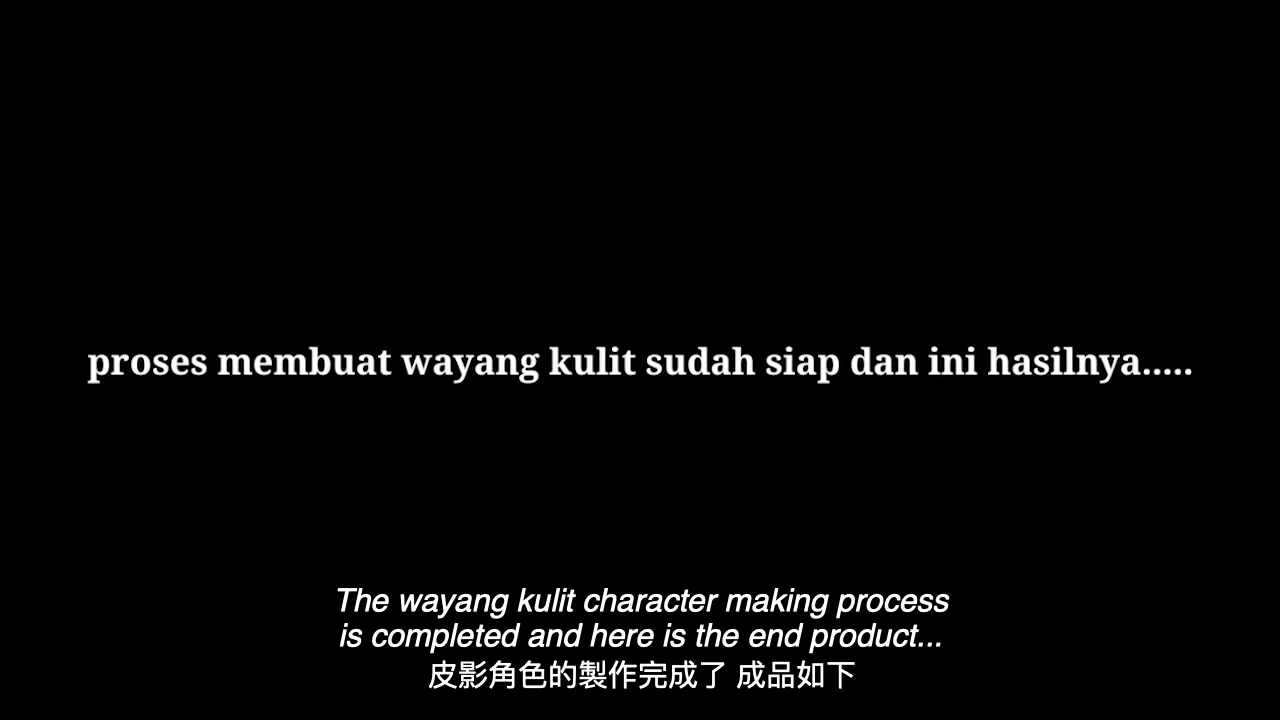 proses membuat wayang kulit sudah siap dan ini hasilnya.....
The wayang kulit character making process
is completed and here is the end product...
皮影角色的製作完成了 成品如下